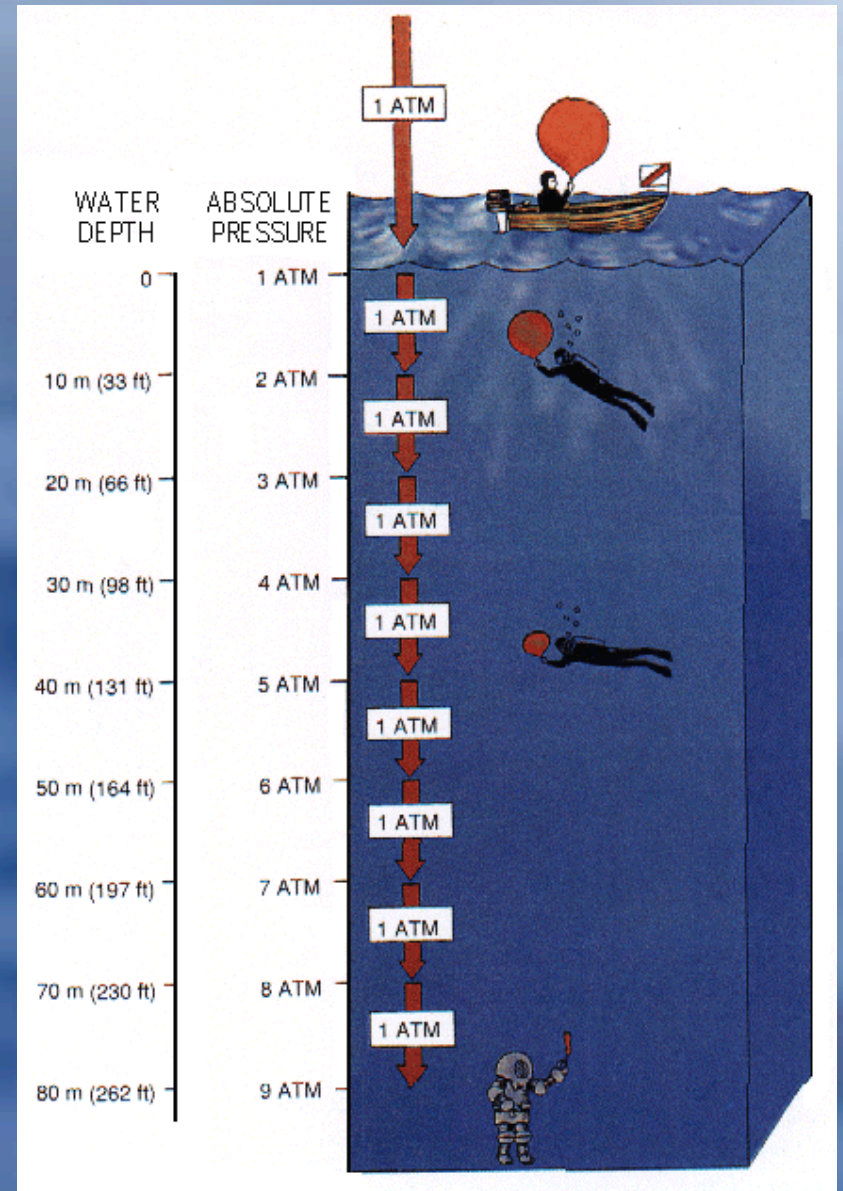 1 ATM
WATER DEPTH
ABSOLUTE PRESSURE
0
1 ATM
1 ATM
10 m (33 ft)
2 ATM
1 ATM
20 m (66 ft)
3 ATM
1 ATM
30 m (98 ft)
4 ATM
1 ATM
40 m (131 ft)
5 ATM
1 ATM
50 m (164 ft)
6 ATM
1 ATM
60 m (197 ft)
7 ATM
1 ATM
70 m (230 ft)
8 ATM
1 ATM
80 m (262 ft)
9 ATM